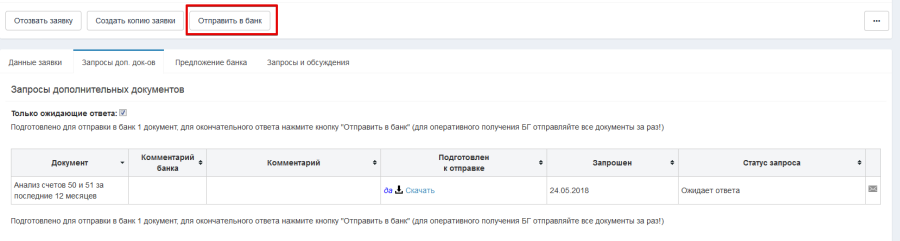 Отозвать заявку Создать копию заявки Отправить в банк ...
Данные заявки Запросы доп. док-ов Предложение банка Запросы и обсуждения
Запросы дополнительных документов
Только ожидающие ответа:
Подготовлено для отправки в банк 1 документ, для окончательного ответа нажмите кнопку "Отправить в банк" (для оперативного получения БГ отправляйте все документы за раз!)
Документ Комментарий банка Комментарий Подготовлен к отправке Запрошен Статус запроса
Анализ счетов 50 и 51 за последние 12 месяцев да Скачать 24.05.2018 Ожидает ответа
Подготовлено для отправки в банк 1 документ, для окончательного ответа нажмите кнопку "Отправить в банк" (для оперативного получения БГ отправляйте все документы за раз!)